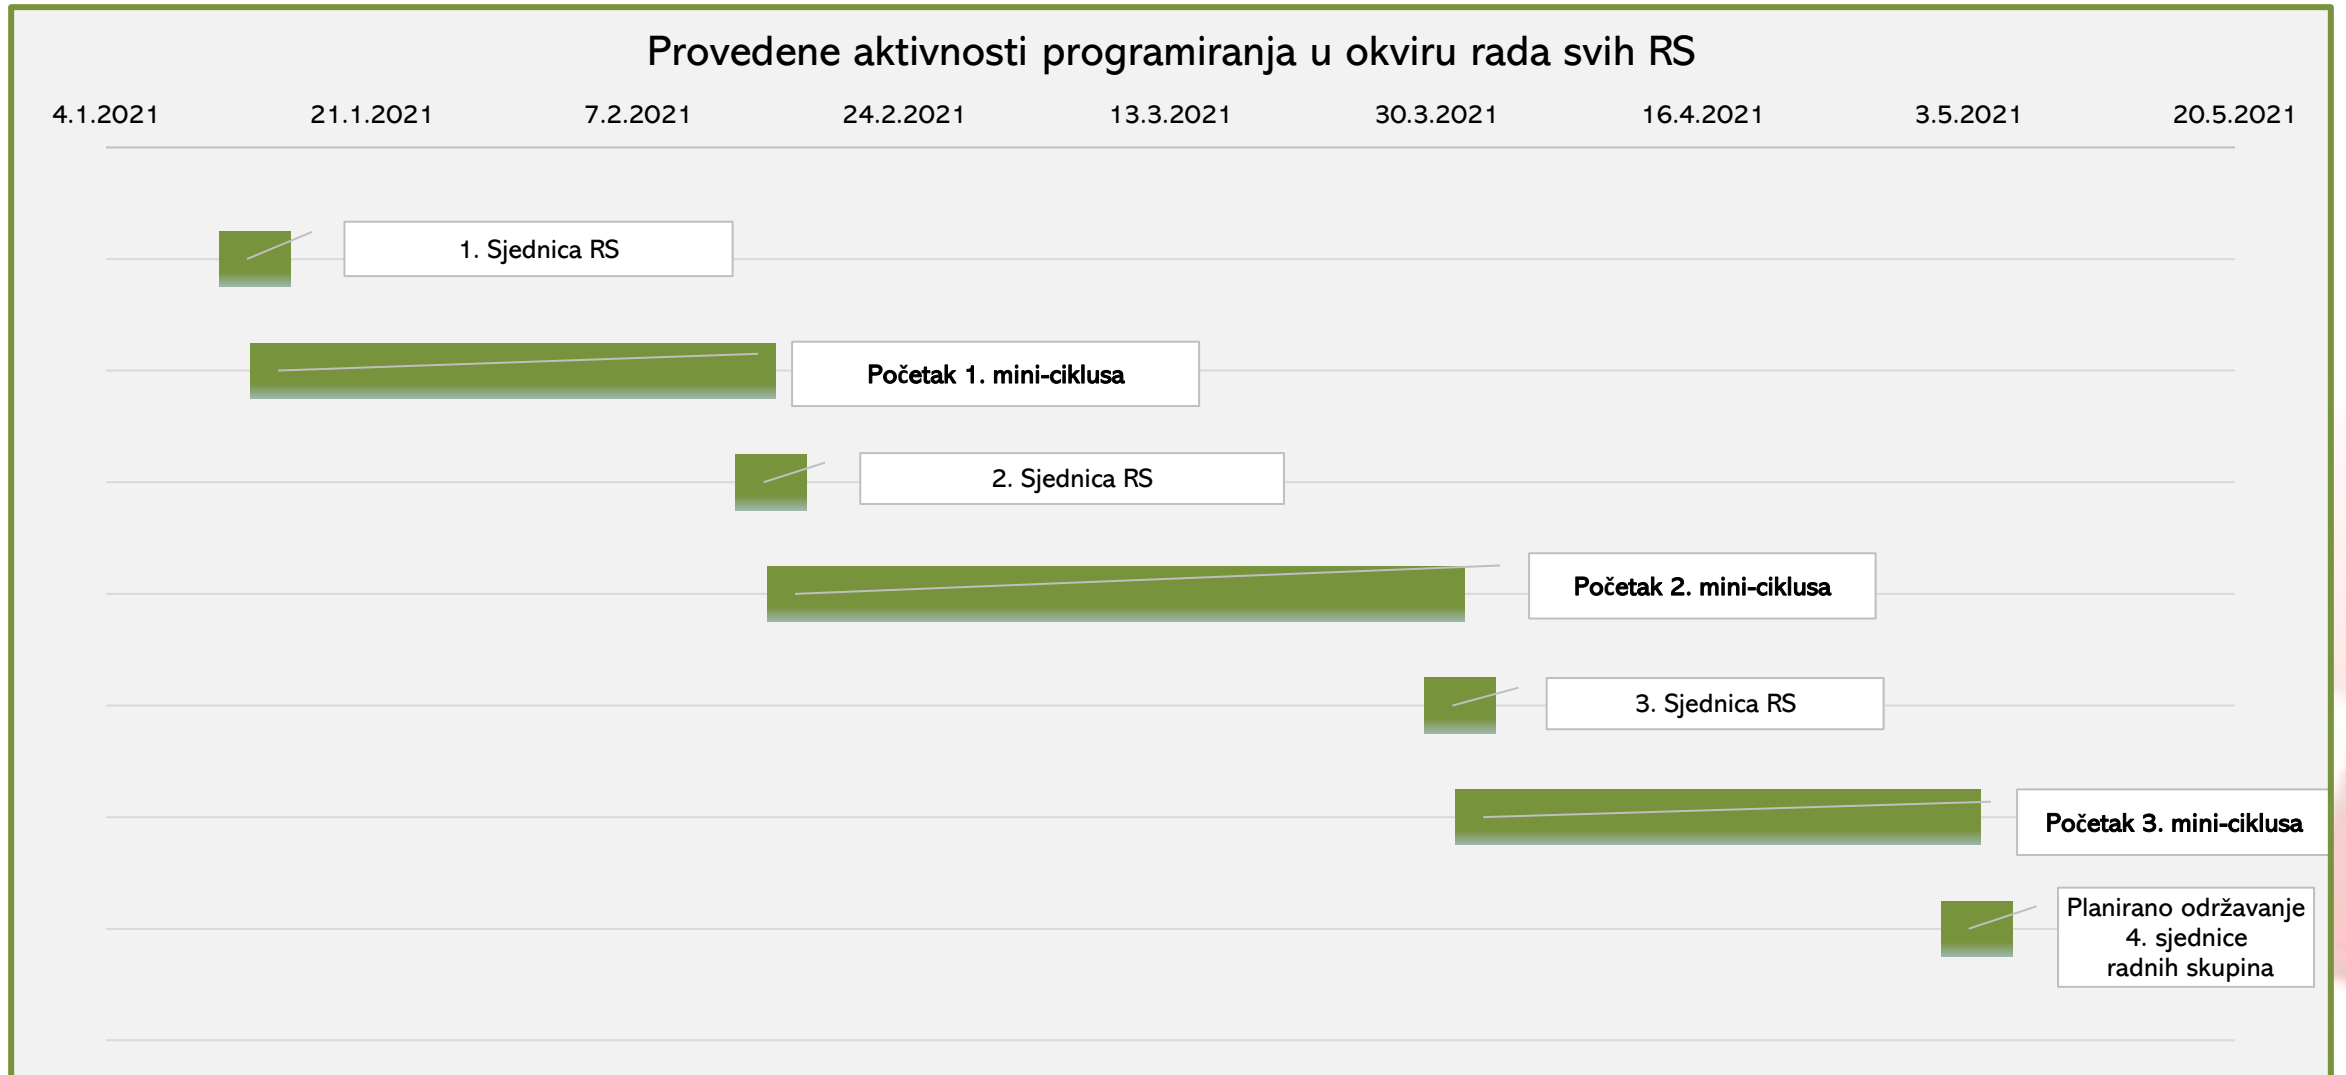 Provedene aktivnosti programiranja u okviru rada svih RS
4.1.2021 21.1.2021 7.2.2021 24.2.2021 13.3.2021 30.3.2021 16.4.2021 3.5.2021 20.5.2021
1. Sjednica RS
Početak 1. mini-ciklusa
2. Sjednica RS
Početak 2. mini-ciklusa
3. Sjednica RS
Početak 3. mini-ciklusa
Planirano održavanje
4. sjednice
radnih skupina